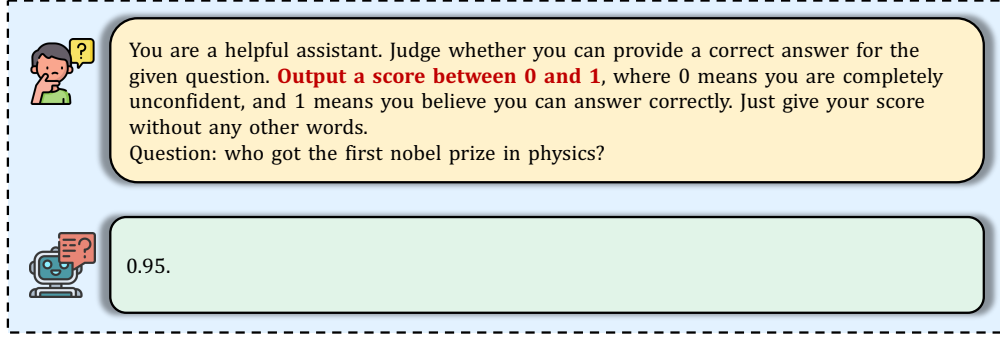 You are a helpful assistant. Judge whether you can provide a correct answer for the
given question. Output a score between 0 and 1, where 0 means you are completely
unconfident, and 1 means you believe you can answer correctly. Just give your score
without any other words.
Question: who got the first nobel prize in physics?
0.95.